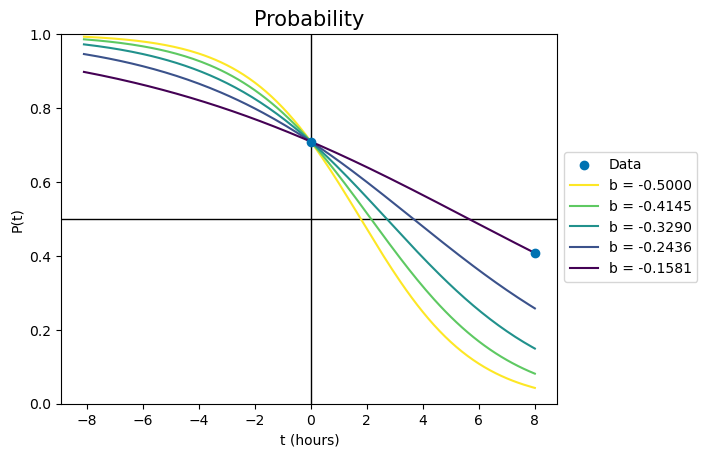 Probability
1.0
0.8
0.6
0.4
0.2
0.0
P(t)
−8 −6 −4 −2 0 2 4 6 8
t (hours)
Data
b = -0.5000
b = -0.4145
b = -0.3290
b = -0.2436
b = -0.1581